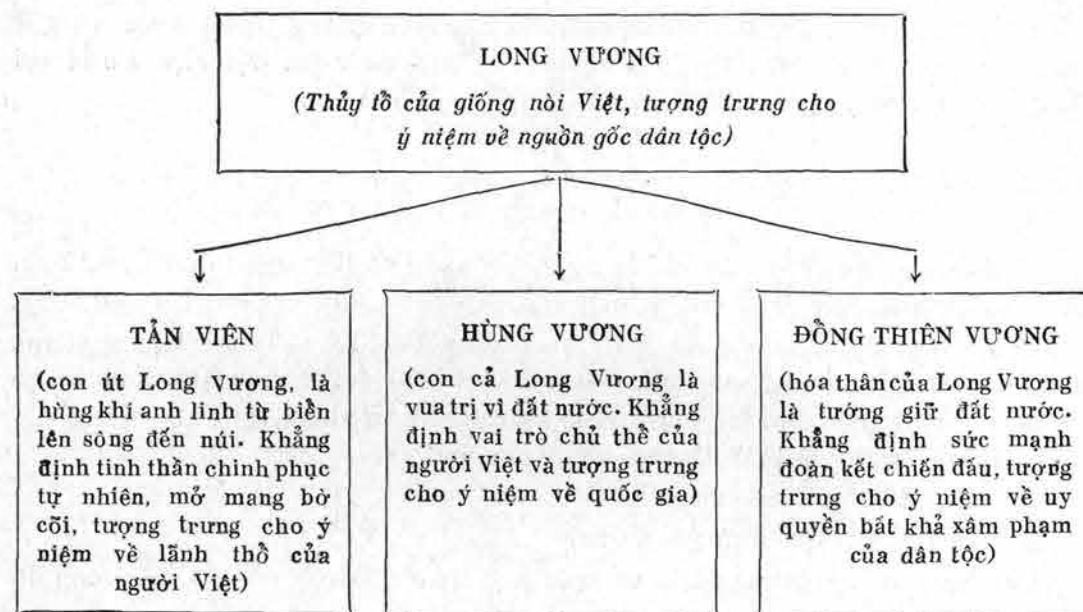 LONG VƯƠNG
(Thủy tổ của giống nòi Việt, tượng trưng cho
ý niệm về nguồn gốc dân tộc)
TẢN VIÊN
(con út Long Vương, là
hùng khí anh linh từ biển
lên sông đến núi. Khẳng
định tinh thần chinh phục
tự nhiên, mở mang bờ
cõi, tượng trưng cho ý
niệm về lãnh thổ của
người Việt)
HÙNG VƯƠNG
(con cả Long Vương là
vua trị vì đất nước. Khẳng
định vai trò chủ thể của
người Việt và tượng trưng
cho ý niệm về quốc gia)
ĐỒNG THIÊN VƯƠNG
(hóa thân của Long Vương
là tướng giữ đất nước.
Khẳng định sức mạnh
đoàn kết chiến đấu, tượng
trưng cho ý niệm về uy
quyền bất khả xâm phạm
của dân tộc)